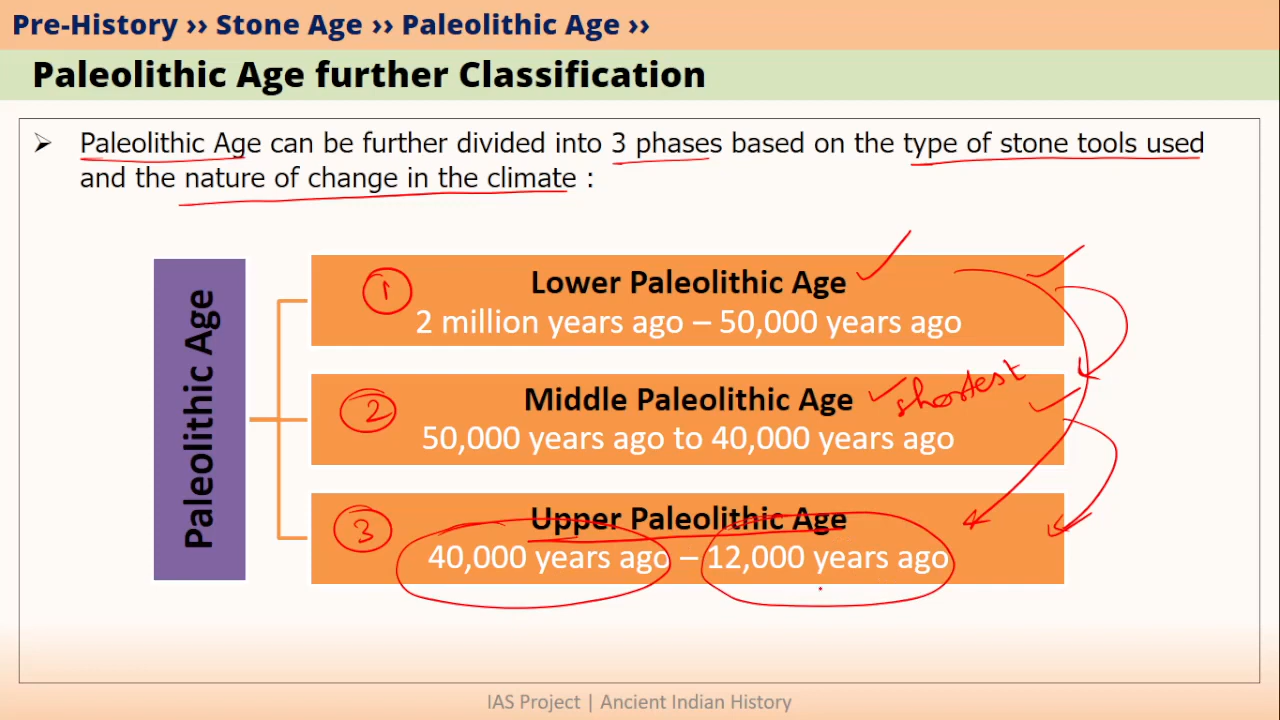 Pre-History ›› Stone Age ›› Paleolithic Age ››
Paleolithic Age further Classification
➢ Paleolithic Age can be further divided into 3 phases based on the type of stone tools used
and the nature of change in the climate :
Paleolithic Age
1
Lower Paleolithic Age
2 million years ago – 50,000 years ago
2
Middle Paleolithic Age shortest
50,000 years ago to 40,000 years ago
3
Upper Paleolithic Age
40,000 years ago – 12,000 years ago
IAS Project | Ancient Indian History